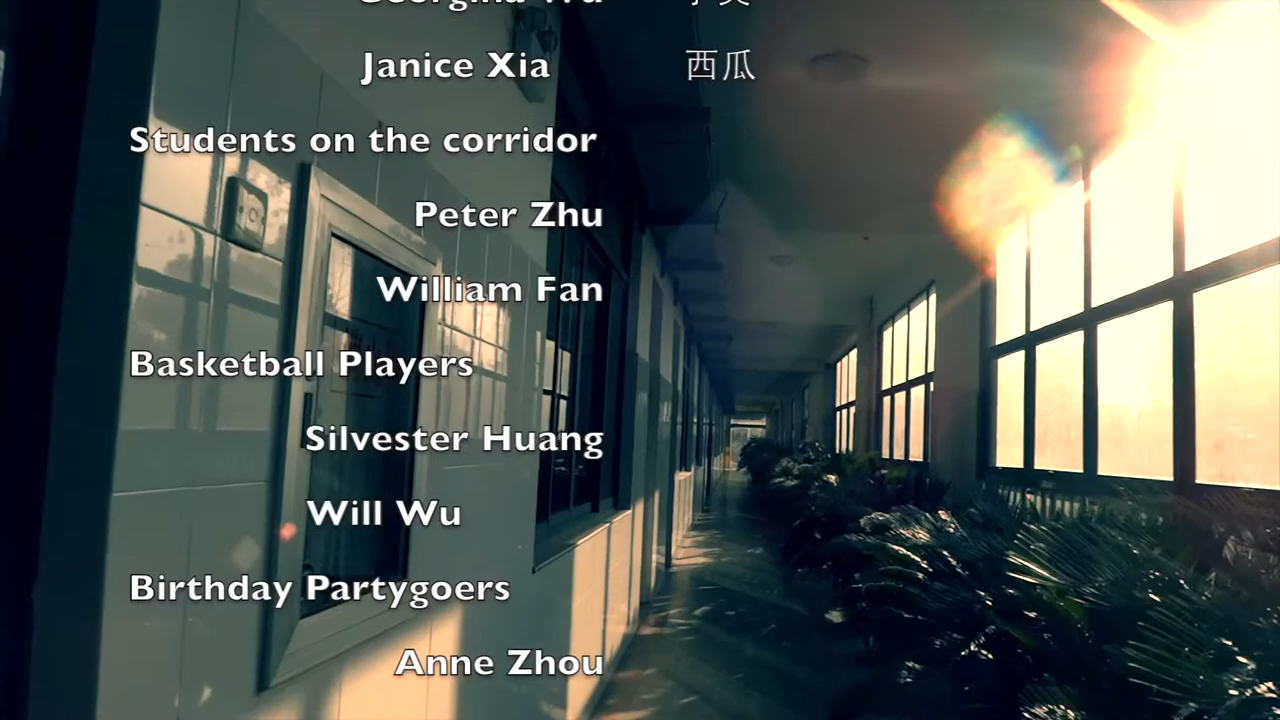 Janice Xia 西瓜
Students on the corridor
Peter Zhu
William Fan
Basketball Players
Silvester Huang
Will Wu
Birthday Partygoers
Anne Zhou